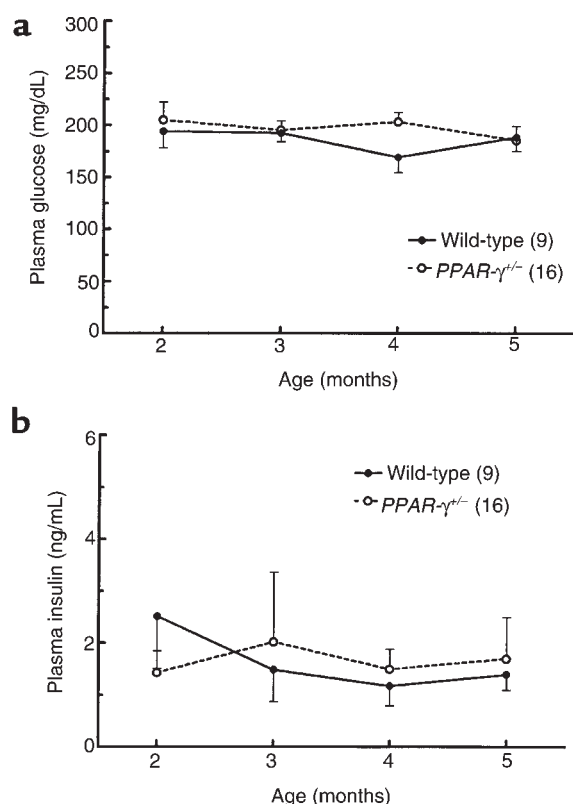 a
Plasma glucose (mg/dL)
300
250
200
150
100
50
0
2 3 4 5
Age (months)
Wild-type (9)
PPAR-γ+/– (16)
b
Plasma insulin (ng/mL)
6
4
2
0
2 3 4 5
Age (months)
Wild-type (9)
PPAR-γ+/– (16)